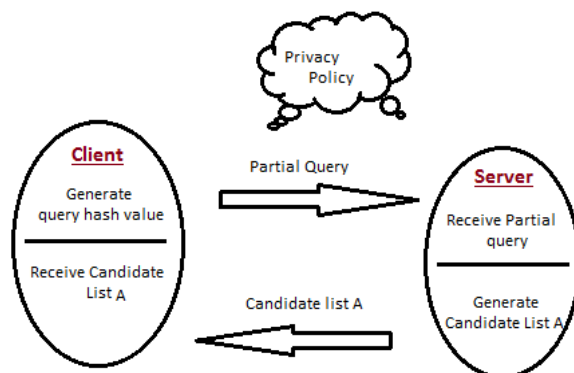 Privacy
Policy
Client
Generate
query hash value
Receive Candidate
List A
Partial Query
Candidate list A
Server
Receive Partial
query
Generate
Candidate List A